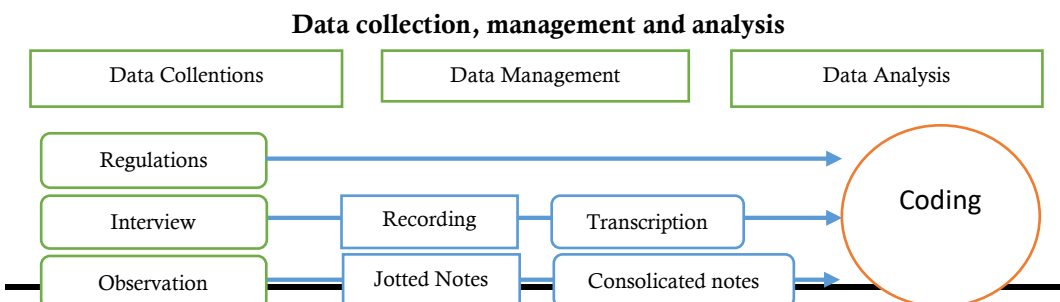 Data collection, management and analysis
Data Collentions
Data Management
Data Analysis
Regulations
Interview
Recording
Transcription
Coding
Observation
Jotted Notes
Consolicated notes